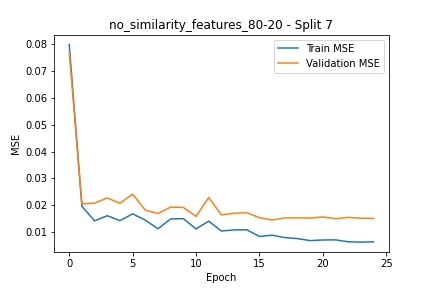 no_similarity_features_80-20 - Split 7
Train MSE
Validation MSE
0.08
0.07
0.06
0.05
0.04
0.03
0.02
0.01
MSE
0 5 10 15 20 25
Epoch